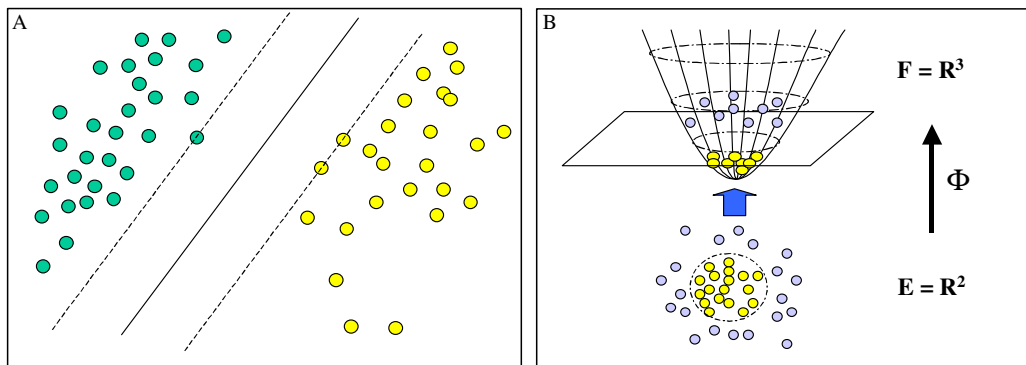 A
B
F = R³
Φ
E = R²